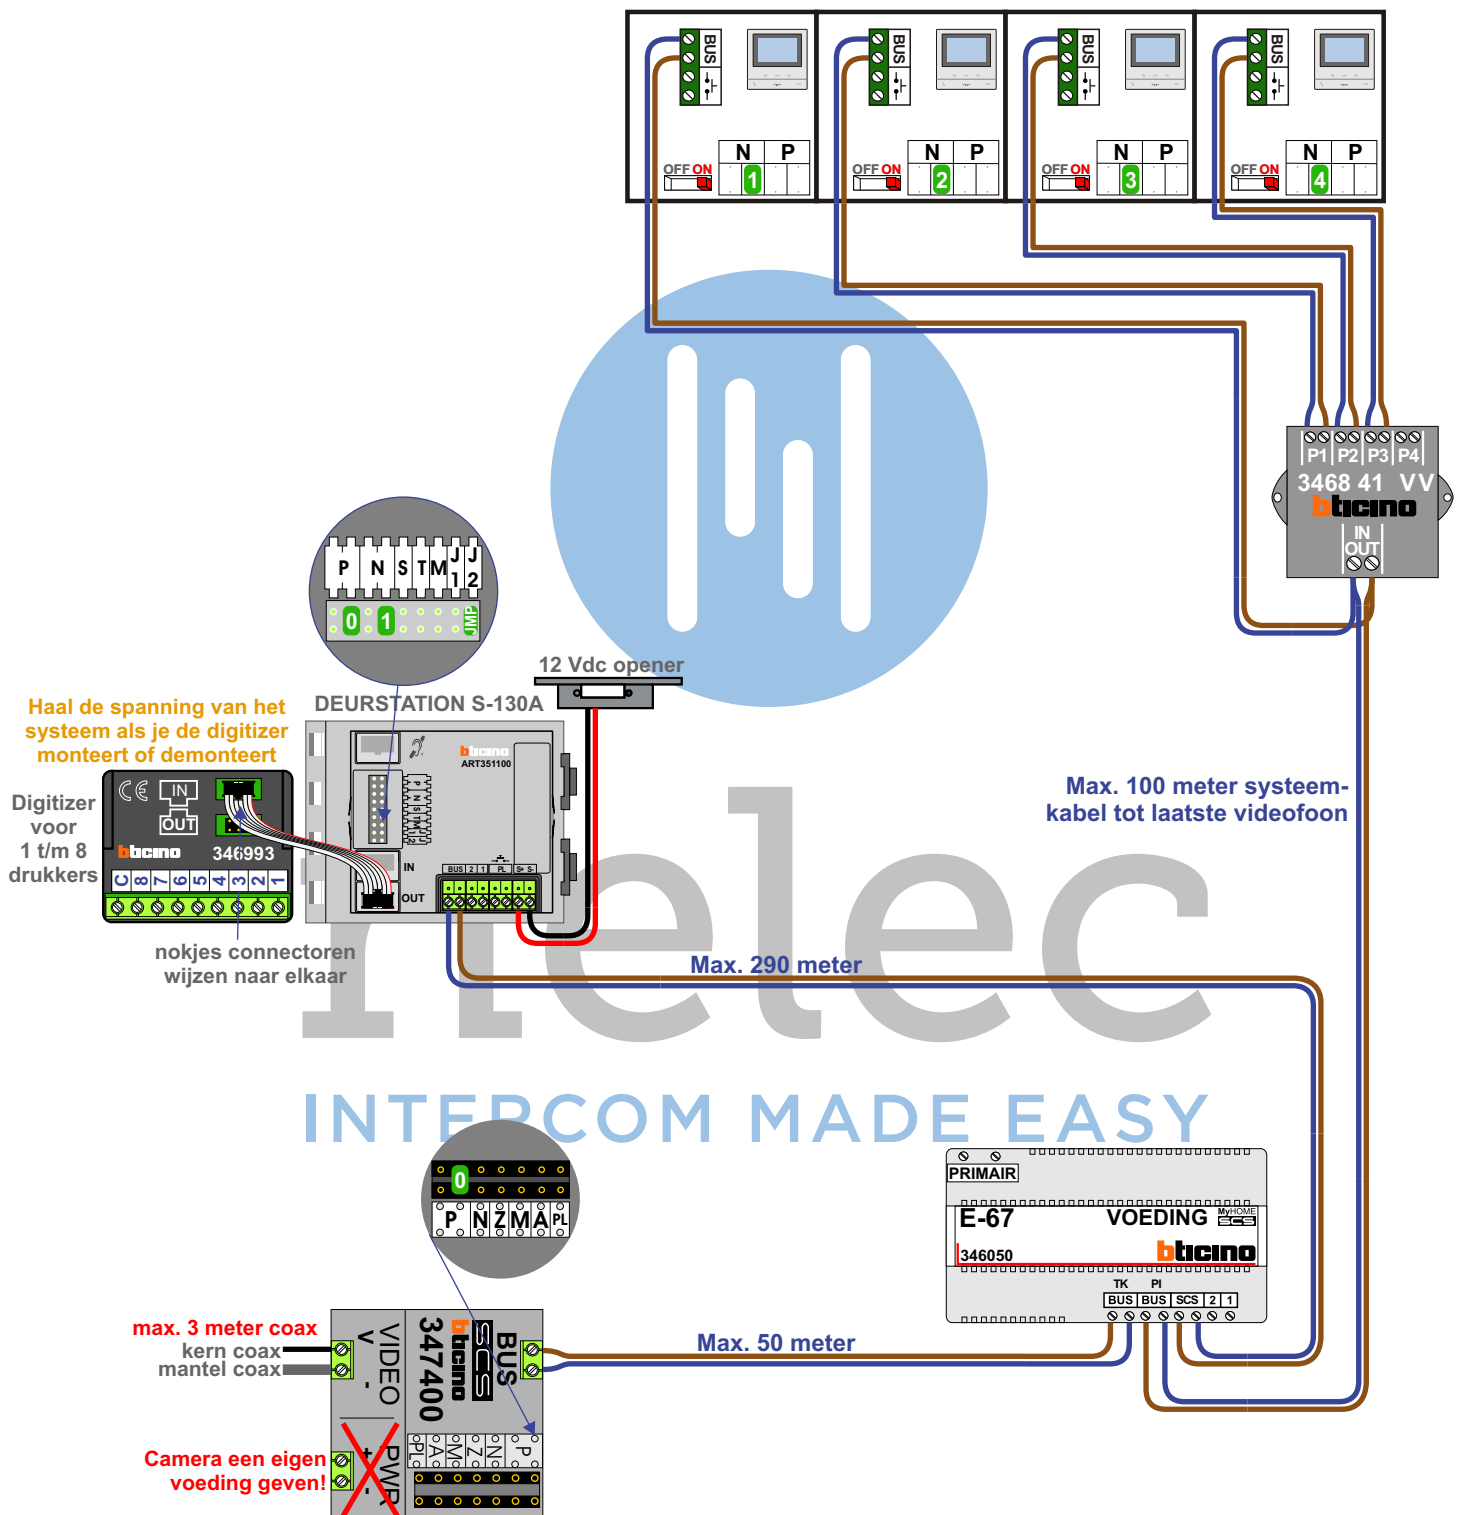 BUS
BUS
BUS
BUS
N P
N P
N P
N P
OFF ON
OFF ON
OFF ON
OFF ON
1
2
3
4
P1 P2 P3 P4
3468 41 VV
bticino
IN
OUT
P N S T M J1 J2
0 1 JMP
12 Vdc opener
DEURSTATION S-130A
Haal de spanning van het
systeem als je de digitizer
monteert of demonteert
bticino
ART351100
P N S T M J1 J2
IN
OUT
BUS 2 1 PL S+ S-
CE IN
OUT
bticino 346993
C 8 7 6 5 4 3 2 1
Digitizer
voor
1 t/m 8
drukkers
nokjes connectoren
wijzen naar elkaar
Max. 100 meter systeem-
kabel tot laatste videofoon
Max. 290 meter
nelec
INTERCOM MADE EASY
0
P N Z M A PL
PRIMAIR
E-67 VOEDING MyHOME SCS
346050 bticino
TK PI
BUS BUS SCS 2 1
Max. 50 meter
max. 3 meter coax
kern coax
mantel coax
VIDEO
V -
347400
bticino
SCS
BUS
PWR
+ -
PL A M Z N P
Camera een eigen
voeding geven!